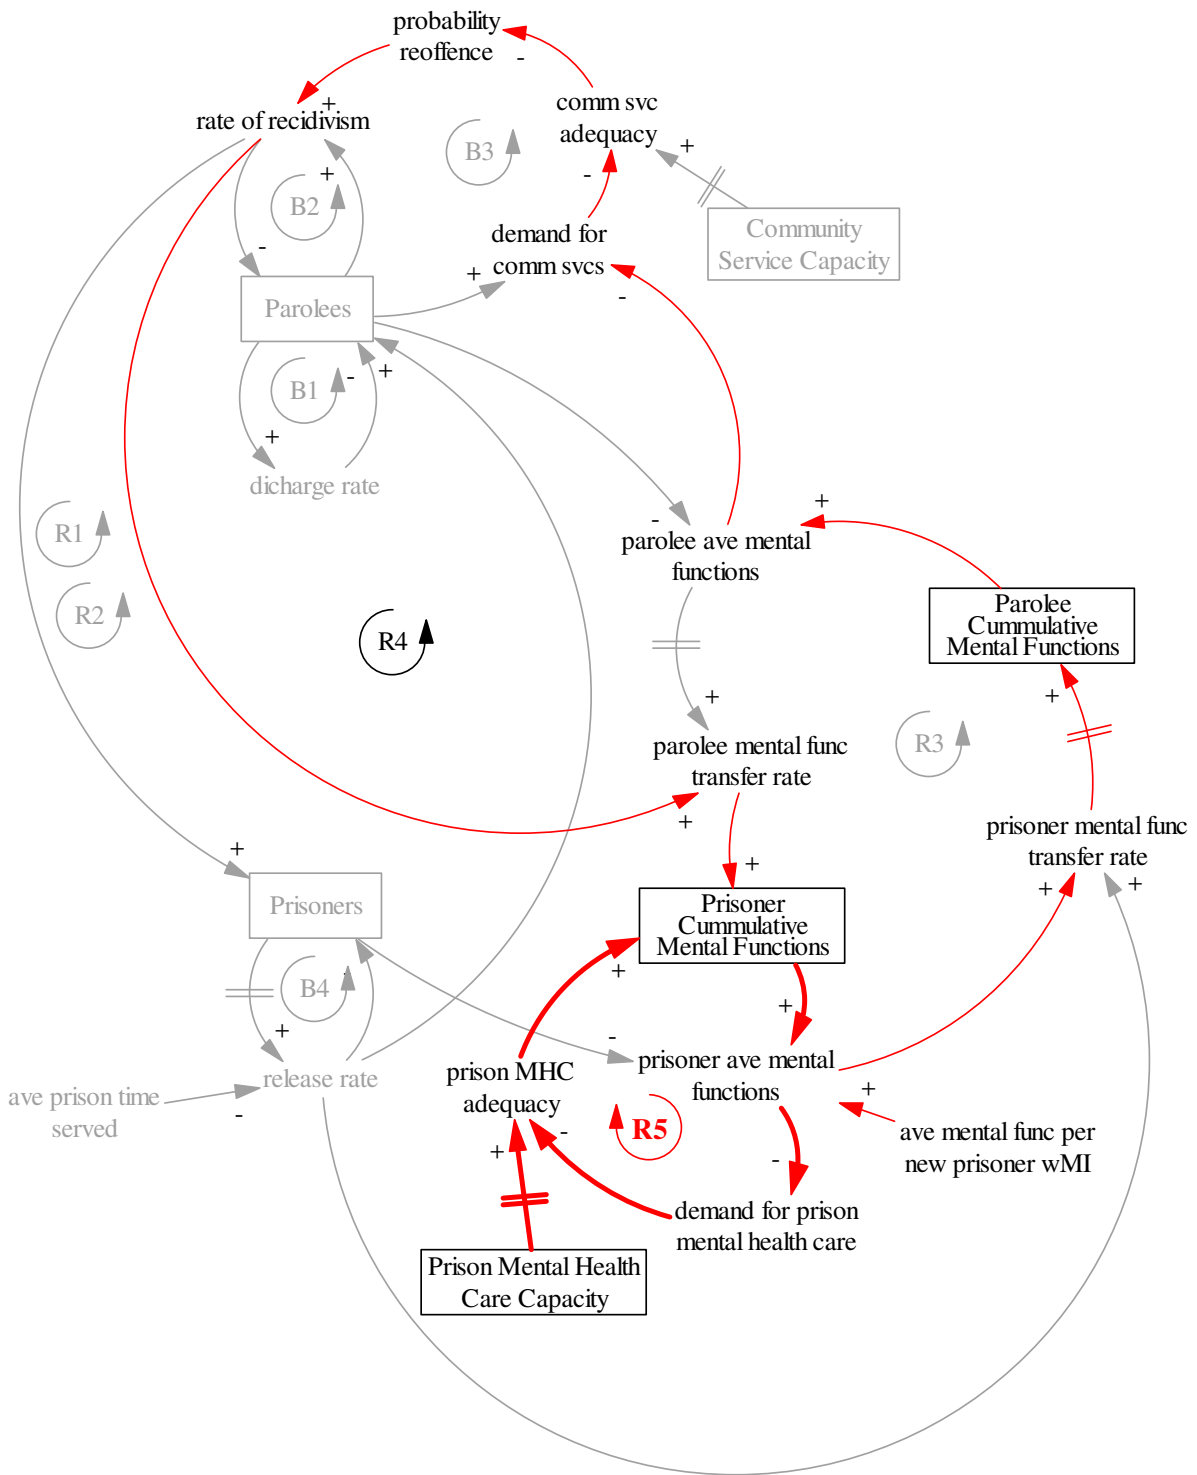 probability
reoffence
-
+
rate of recidivism
comm svc
adequacy
B3
+
-
+
B2
Community
Service Capacity
demand for
comm svcs
-
+
-
Parolees
B1
-
+
+
dicharge rate
+
-
R1
parolee ave mental
functions
R2
Parolee
Cummulative
Mental Functions
R4
+
+
R3
parolee mental func
transfer rate
+
prisoner mental func
transfer rate
+
+
+
+
Prisoners
Prisoner
Cummulative
Mental Functions
+
B4
+
+
-
prison MHC
adequacy
prisoner ave mental
functions
release rate
ave prison time
served
-
+
R5
-
+
ave mental func per
new prisoner wMI
-
demand for prison
mental health care
Prison Mental Health
Care Capacity